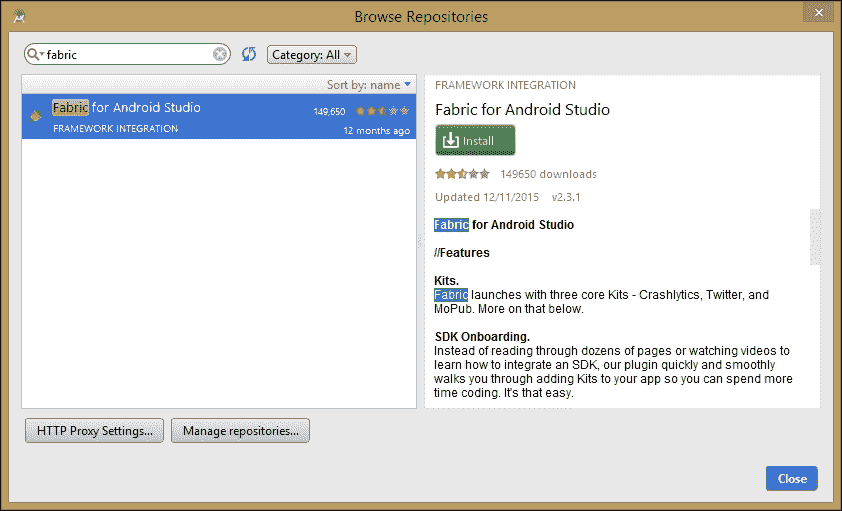 Browse Repositories
fabric
Category: All
Sort by: name
Fabric for Android Studio
149,650
FRAMEWORK INTEGRATION
12 months ago
FRAMEWORK INTEGRATION
Fabric for Android Studio
Install
149650 downloads
Updated 12/11/2015 v2.3.1
Fabric for Android Studio
//Features
Kits.
Fabric launches with three core Kits - Crashlytics, Twitter, and
MoPub. More on that below.
SDK Onboarding.
Instead of reading through dozens of pages or watching videos to
learn how to integrate an SDK, our plugin quickly and smoothly
walks you through adding Kits to your app so you can spend more
time coding. It's that easy.
HTTP Proxy Settings...
Manage repositories...
Close